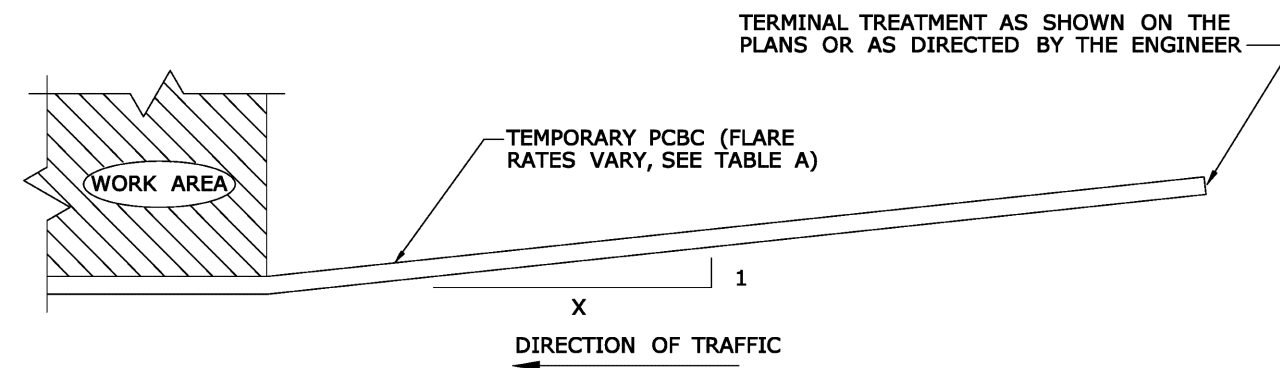 TERMINAL TREATMENT AS SHOWN ON THE
PLANS OR AS DIRECTED BY THE ENGINEER
TEMPORARY PCBC (FLARE
RATES VARY, SEE TABLE A)
WORK AREA
1
X
DIRECTION OF TRAFFIC